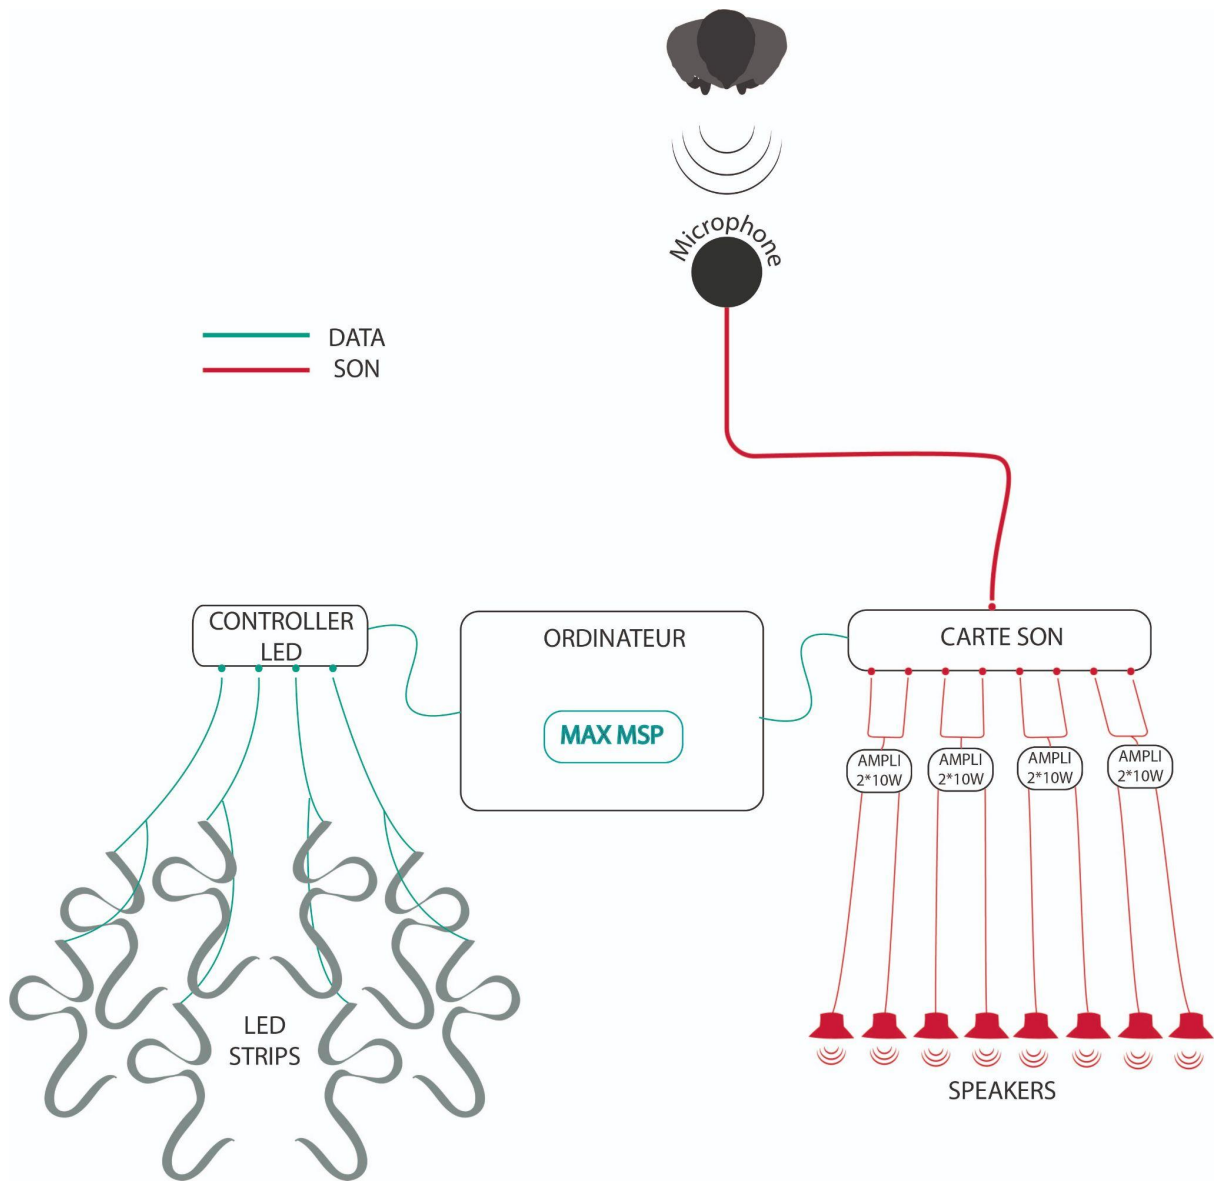 Microphone
DATA
SON
CONTROLLER
LED
ORDINATEUR
MAX MSP
CARTE SON
AMPLI
2*10W
AMPLI
2*10W
AMPLI
2*10W
AMPLI
2*10W
LED
STRIPS
SPEAKERS